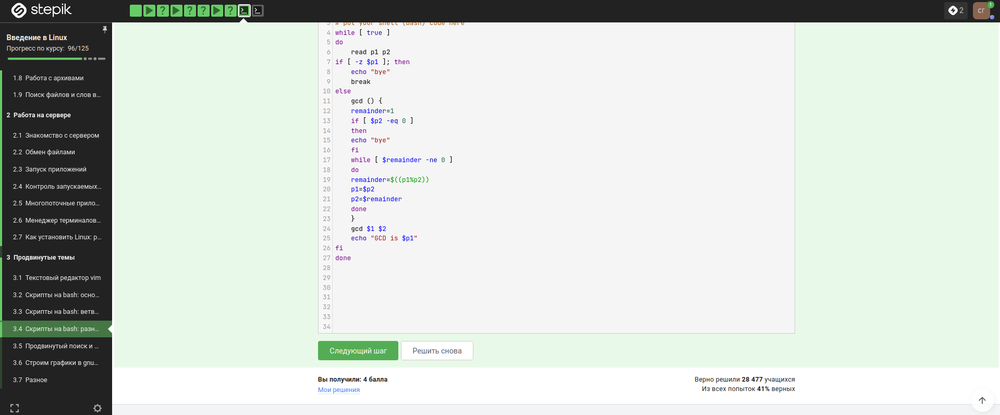 stepik
? ? ? ?
2
СГ
1
Введение в Linux
Прогресс по курсу: 96/125
1.8 Работа с архивами
1.9 Поиск файлов и слов в...
2 Работа на сервере
2.1 Знакомство с сервером
2.2 Обмен файлами
2.3 Запуск приложений
2.4 Контроль запускаемых...
2.5 Многопоточные прило...
2.6 Менеджер терминалов...
2.7 Как установить Linux: р...
3 Продвинутые темы
3.1 Текстовый редактор vim
3.2 Скрипты на bash: осно...
3.3 Скрипты на bash: ветв...
3.4 Скрипты на bash: разн...
3.5 Продвинутый поиск и ...
3.6 Строим графики в gnu...
3.7 Разное
3 # put your shell (bash) code here
4 while [ true ]
5 do
6 read p1 p2
7 if [ -z $p1 ]; then
8 echo "bye"
9 break
10 else
11 gcd () {
12 remainder=1
13 if [ $p2 -eq 0 ]
14 then
15 echo "bye"
16 fi
17 while [ $remainder -ne 0 ]
18 do
19 remainder=$((p1%p2))
20 p1=$p2
21 p2=$remainder
22 done
23 }
24 gcd $1 $2
25 echo "GCD is $p1"
26 fi
27 done
28
29
30
31
32
33
34
Следующий шаг
Решить снова
Вы получили: 4 балла
Мои решения
Верно решили 28 477 учащихся
Из всех попыток 41% верных